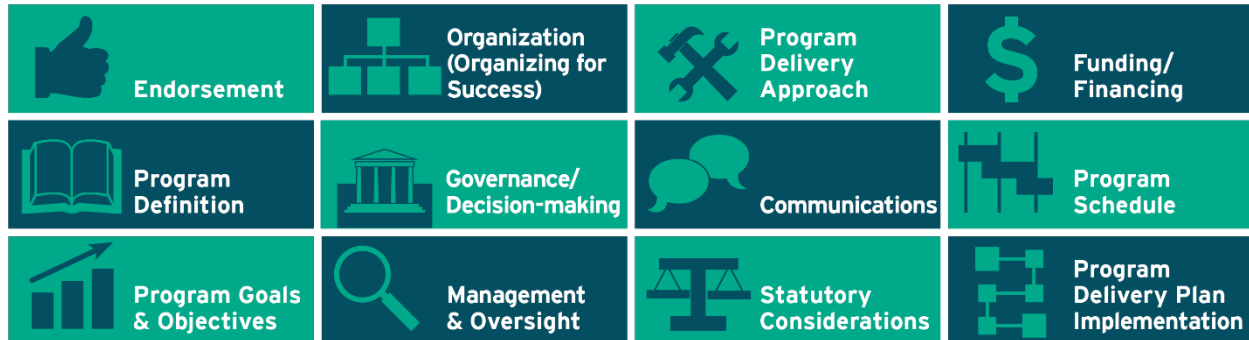 Endorsement
Organization
(Organizing for
Success)
Program
Delivery
Approach
Funding/
Financing
Program
Definition
Governance/
Decision-making
Communications
Program
Schedule
Program Goals
& Objectives
Management
& Oversight
Statutory
Considerations
Program
Delivery Plan
Implementation